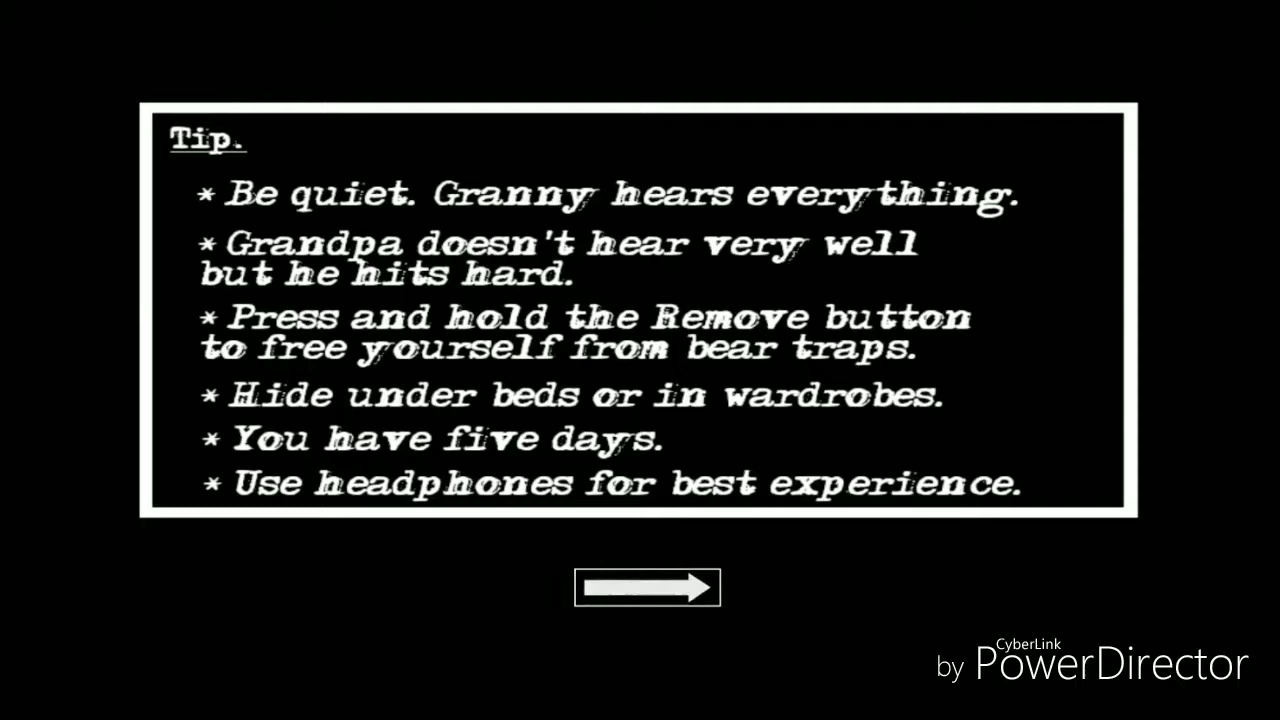 Tip.
* Be quiet. Granny hears everything.
* Grandpa doesn't hear very well
but he hits hard.
* Press and hold the Remove button
to free yourself from bear traps.
* Hide under beds or in wardrobes.
* You have five days.
* Use headphones for best experience.
CyberLink
by PowerDirector